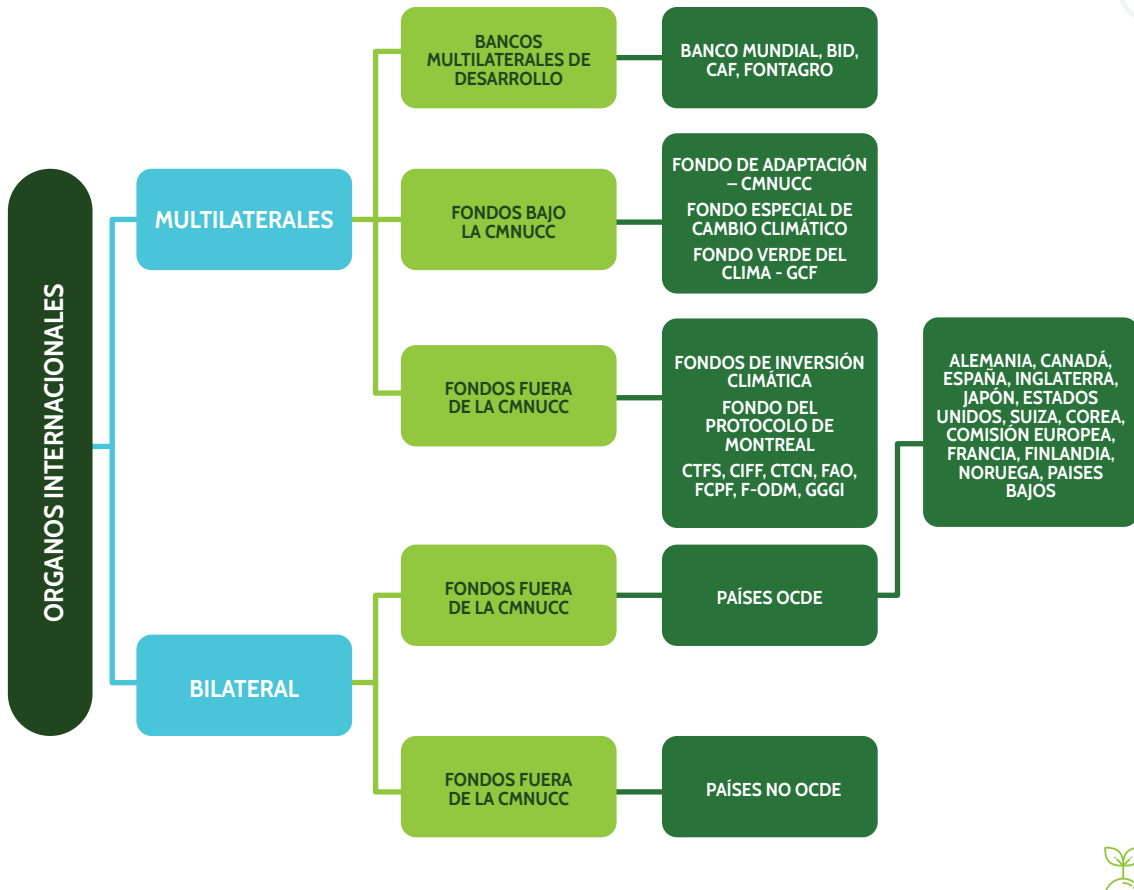 ORGANOS INTERNACIONALES
MULTILATERALES
BANCOS
MULTILATERALES DE
DESARROLLO
BANCO MUNDIAL, BID,
CAF, FONTAGRO
FONDOS BAJO
LA CMNUCC
FONDO DE ADAPTACIÓN
– CMNUCC
FONDO ESPECIAL DE
CAMBIO CLIMÁTICO
FONDO VERDE DEL
CLIMA - GCF
FONDOS FUERA
DE LA CMNUCC
FONDOS DE INVERSIÓN
CLIMÁTICA
FONDO DEL
PROTOCOLO DE
MONTREAL
CTFS, CIFF, CTCN, FAO,
FCPF, F-ODM, GGGI
BILATERAL
FONDOS FUERA
DE LA CMNUCC
PAÍSES OCDE
ALEMANIA, CANADÁ,
ESPAÑA, INGLATERRA,
JAPÓN, ESTADOS
UNIDOS, SUIZA, COREA,
COMISIÓN EUROPEA,
FRANCIA, FINLANDIA,
NORUEGA, PAISES
BAJOS
FONDOS FUERA
DE LA CMNUCC
PAÍSES NO OCDE